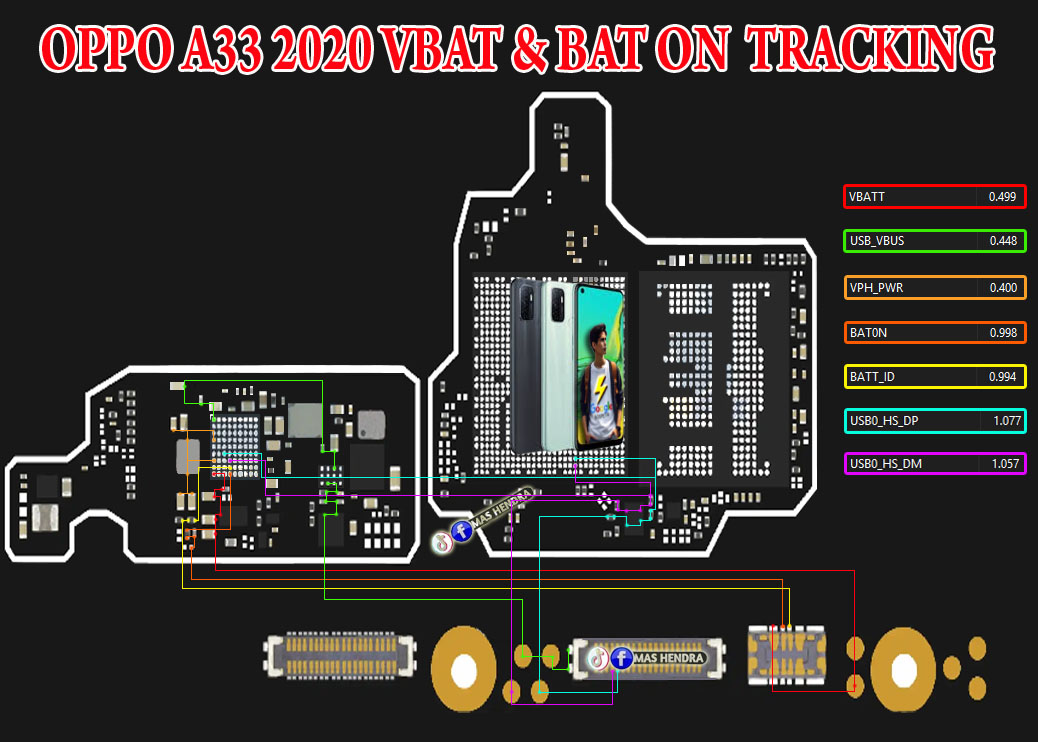 OPPO A33 2020 VBAT & BAT ON TRACKING
VBATT 0.499
USB_VBUS 0.448
VPH_PWR 0.400
BAT0N 0.998
BATT_ID 0.994
USB0_HS_DP 1.077
USB0_HS_DM 1.057
Google
MAS HENDRA
MAS HENDRA